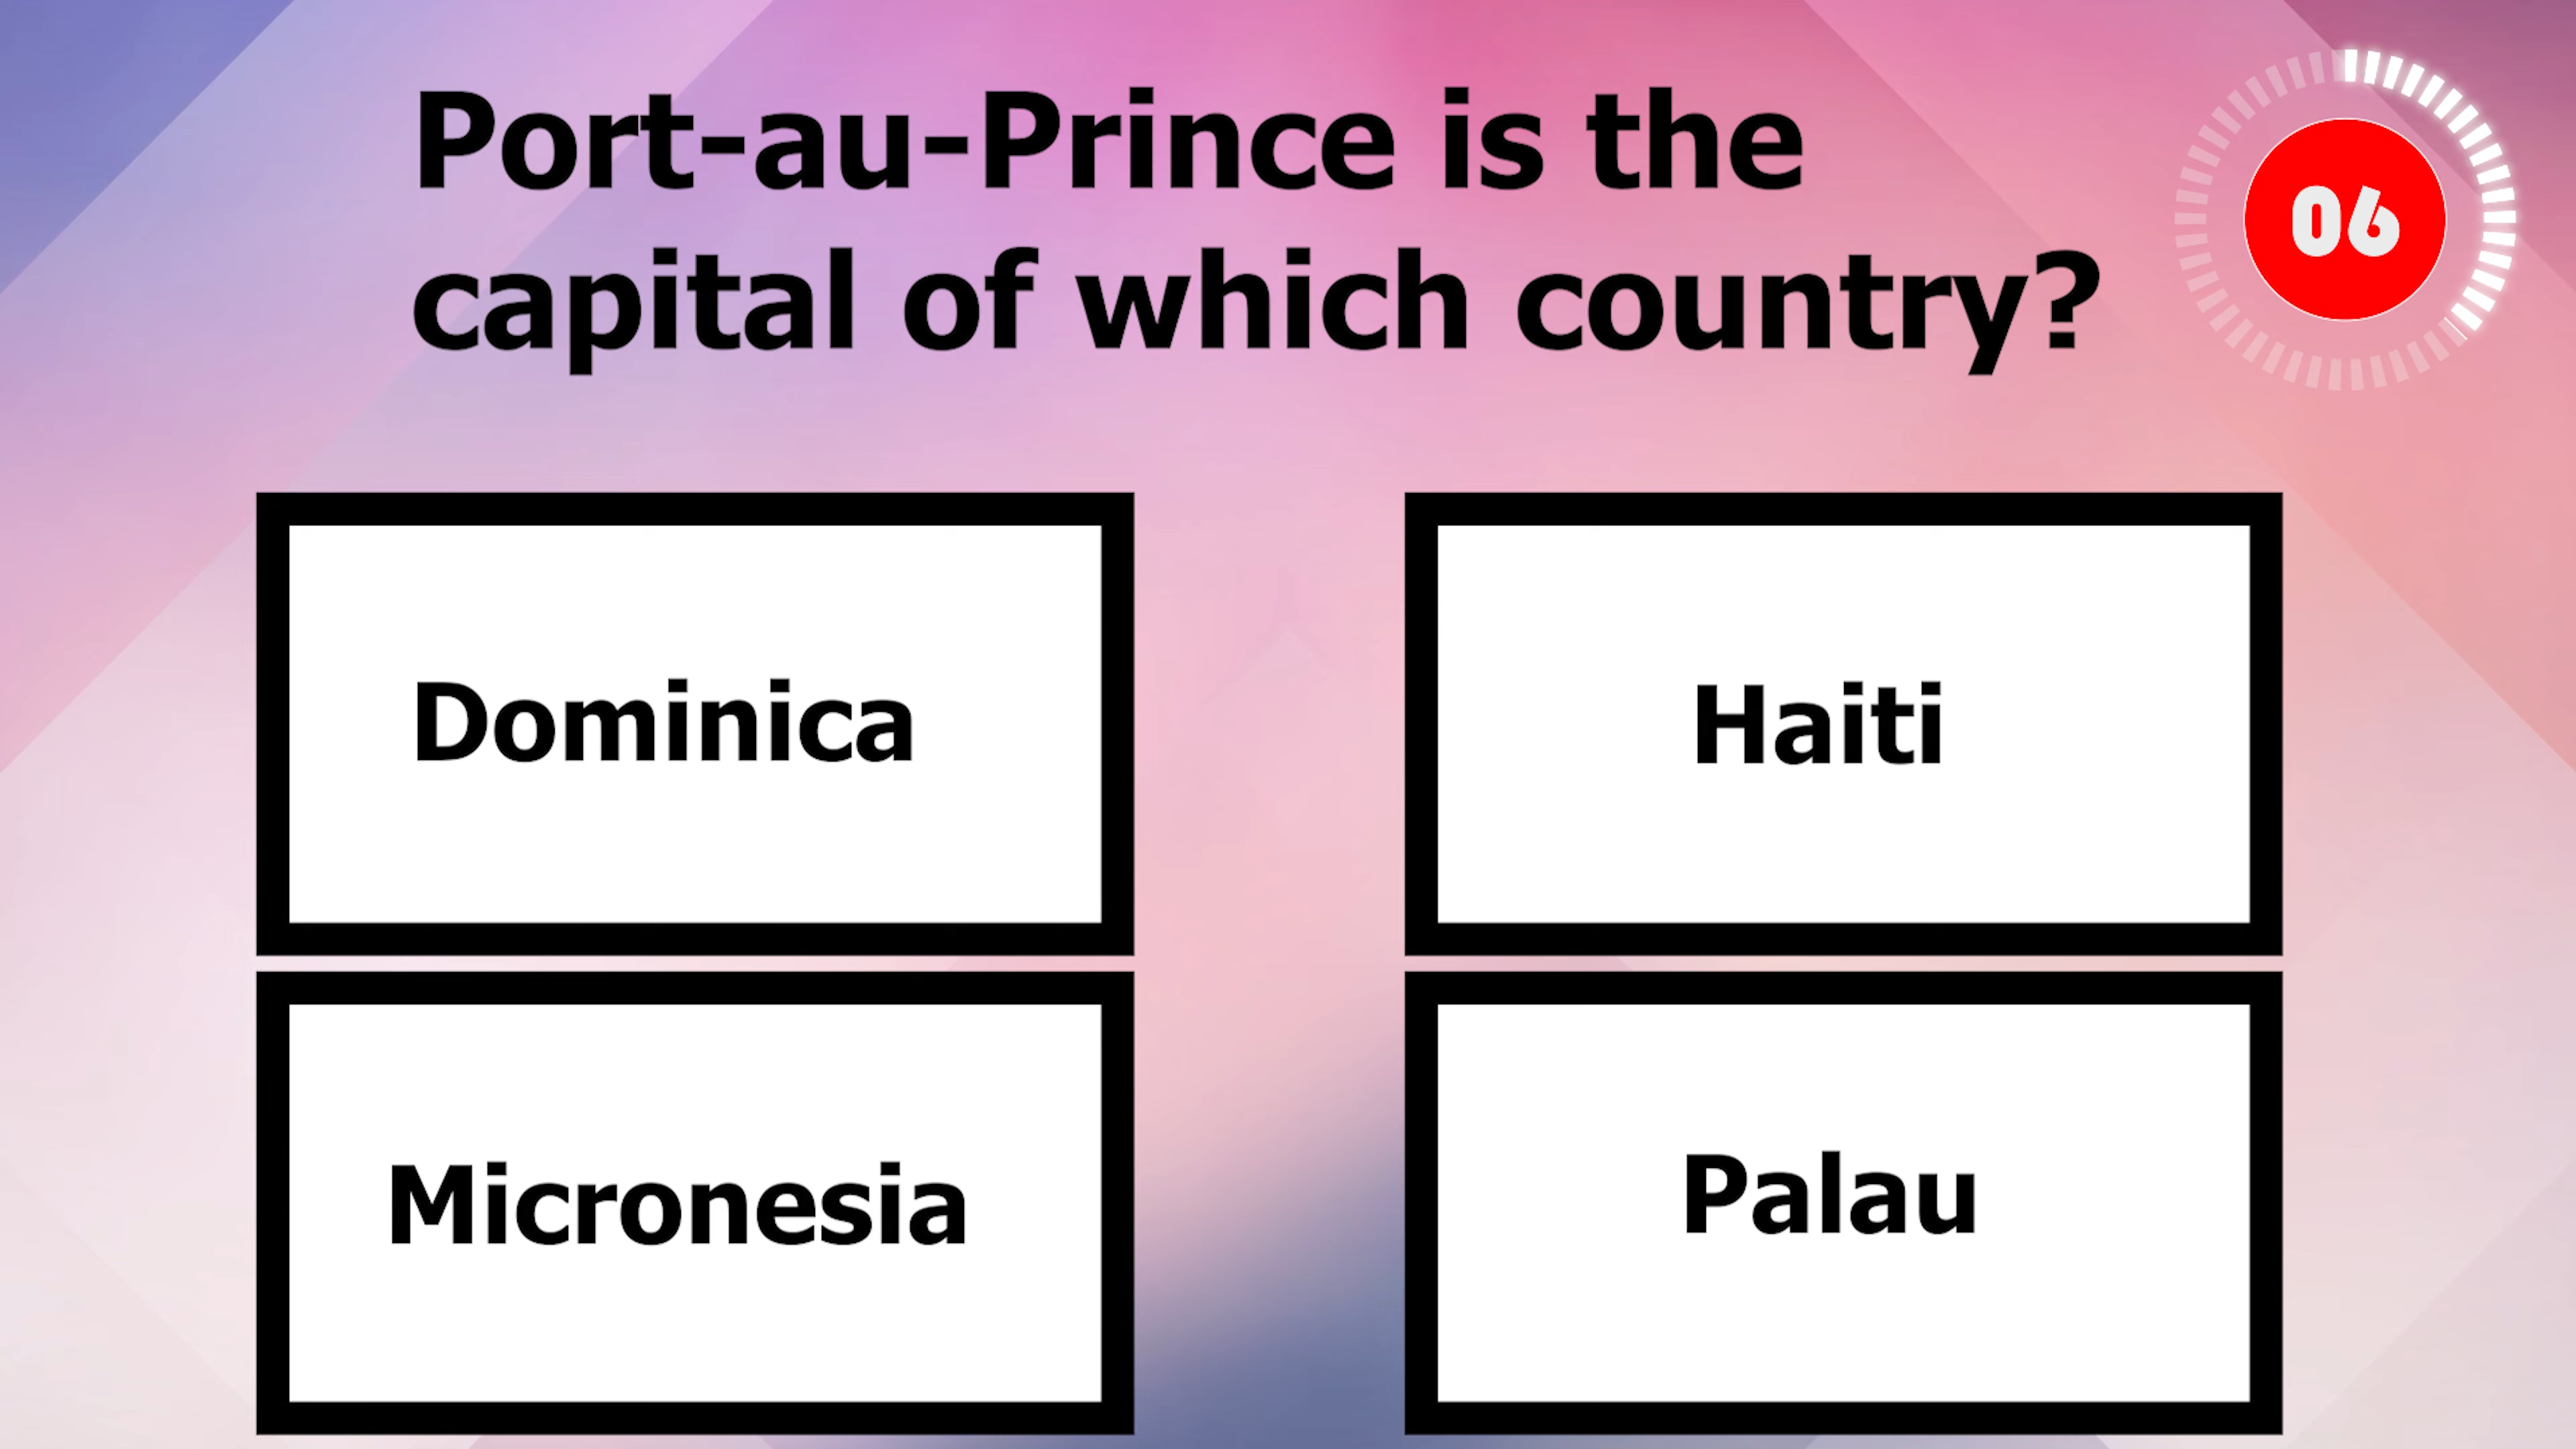 Port-au-Prince is the
capital of which country?
06
Dominica
Haiti
Micronesia
Palau